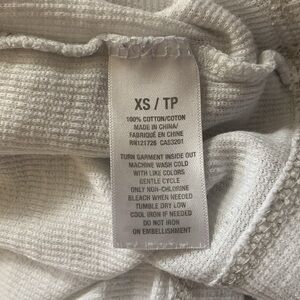 XS / TP
100% COTTON/COTON
MADE IN CHINA/
FABRIQUÉ EN CHINE
RN121726 CA53201
TURN GARMENT INSIDE OUT
MACHINE WASH COLD
WITH LIKE COLORS
GENTLE CYCLE
ONLY NON-CHLORINE
BLEACH WHEN NEEDED
TUMBLE DRY LOW
COOL IRON IF NEEDED
DO NOT IRON
ON EMBELLISHMENT